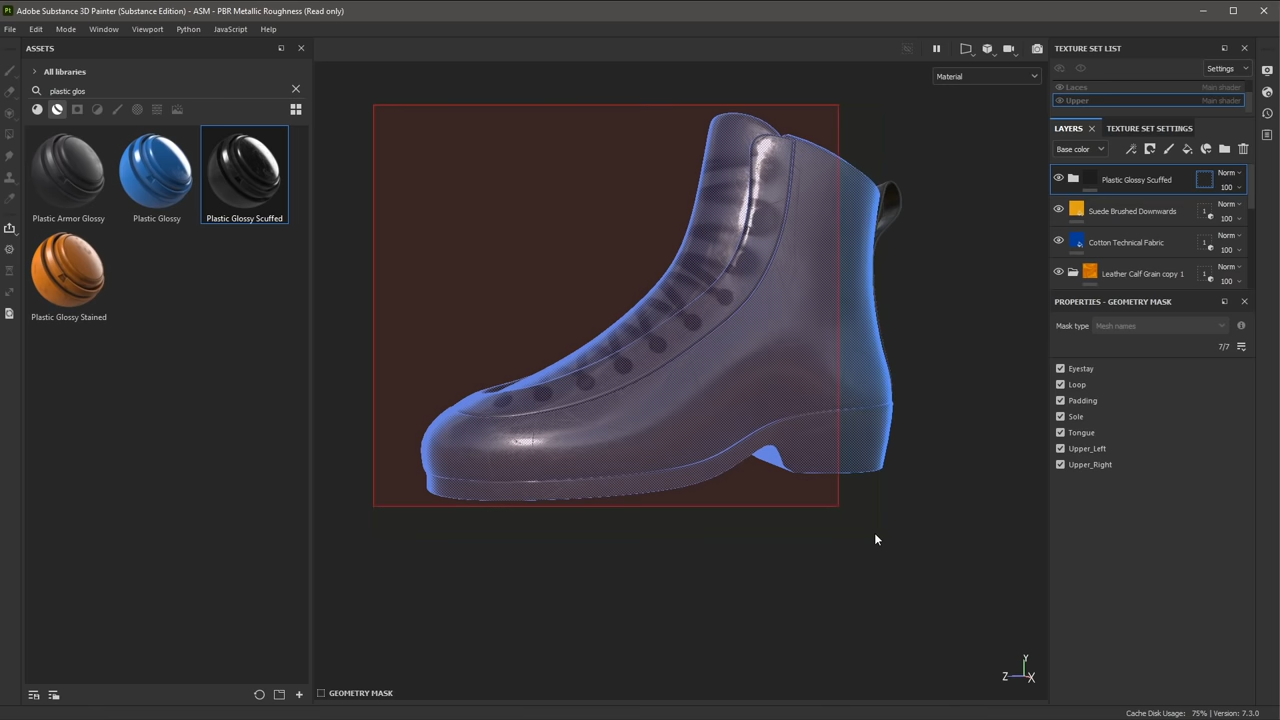 Pt Adobe Substance 3D Painter (Substance Edition) - ASM - PBR Metallic Roughness (Read only)
File Edit Mode Window Viewport Python JavaScript Help
ASSETS
All libraries
plastic glos
Plastic Armor Glossy
Plastic Glossy
Plastic Glossy Scuffed
Plastic Glossy Stained
Material
GEOMETRY MASK
Y
Z
X
TEXTURE SET LIST
Settings
Laces Main shader
Upper Main shader
LAYERS TEXTURE SET SETTINGS
Base color
Plastic Glossy Scuffed Norm
100
Suede Brushed Downwards 1 Norm
100
Cotton Technical Fabric 1 Norm
100
Leather Calf Grain copy 1 1 Norm
100
PROPERTIES - GEOMETRY MASK
Mask type Mesh names
7/7
Eyestay
Loop
Padding
Sole
Tongue
Upper_Left
Upper_Right
Cache Disk Usage: 75% | Version: 7.3.0